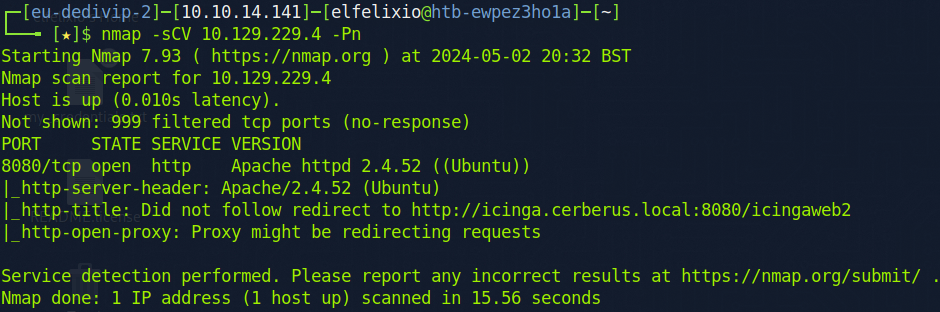 [eu-dedivip-2]─[10.10.14.141]─[elfelixio@htb-ewpez3ho1a]─[~]
[★]$ nmap -sCV 10.129.229.4 -Pn
Starting Nmap 7.93 ( https://nmap.org ) at 2024-05-02 20:32 BST
Nmap scan report for 10.129.229.4
Host is up (0.010s latency).
Not shown: 999 filtered tcp ports (no-response)
PORT     STATE SERVICE VERSION
8080/tcp open  http    Apache httpd 2.4.52 ((Ubuntu))
|_http-server-header: Apache/2.4.52 (Ubuntu)
|_http-title: Did not follow redirect to http://icinga.cerberus.local:8080/icingaweb2
|_http-open-proxy: Proxy might be redirecting requests
Service detection performed. Please report any incorrect results at https://nmap.org/submit/ .
Nmap done: 1 IP address (1 host up) scanned in 15.56 seconds